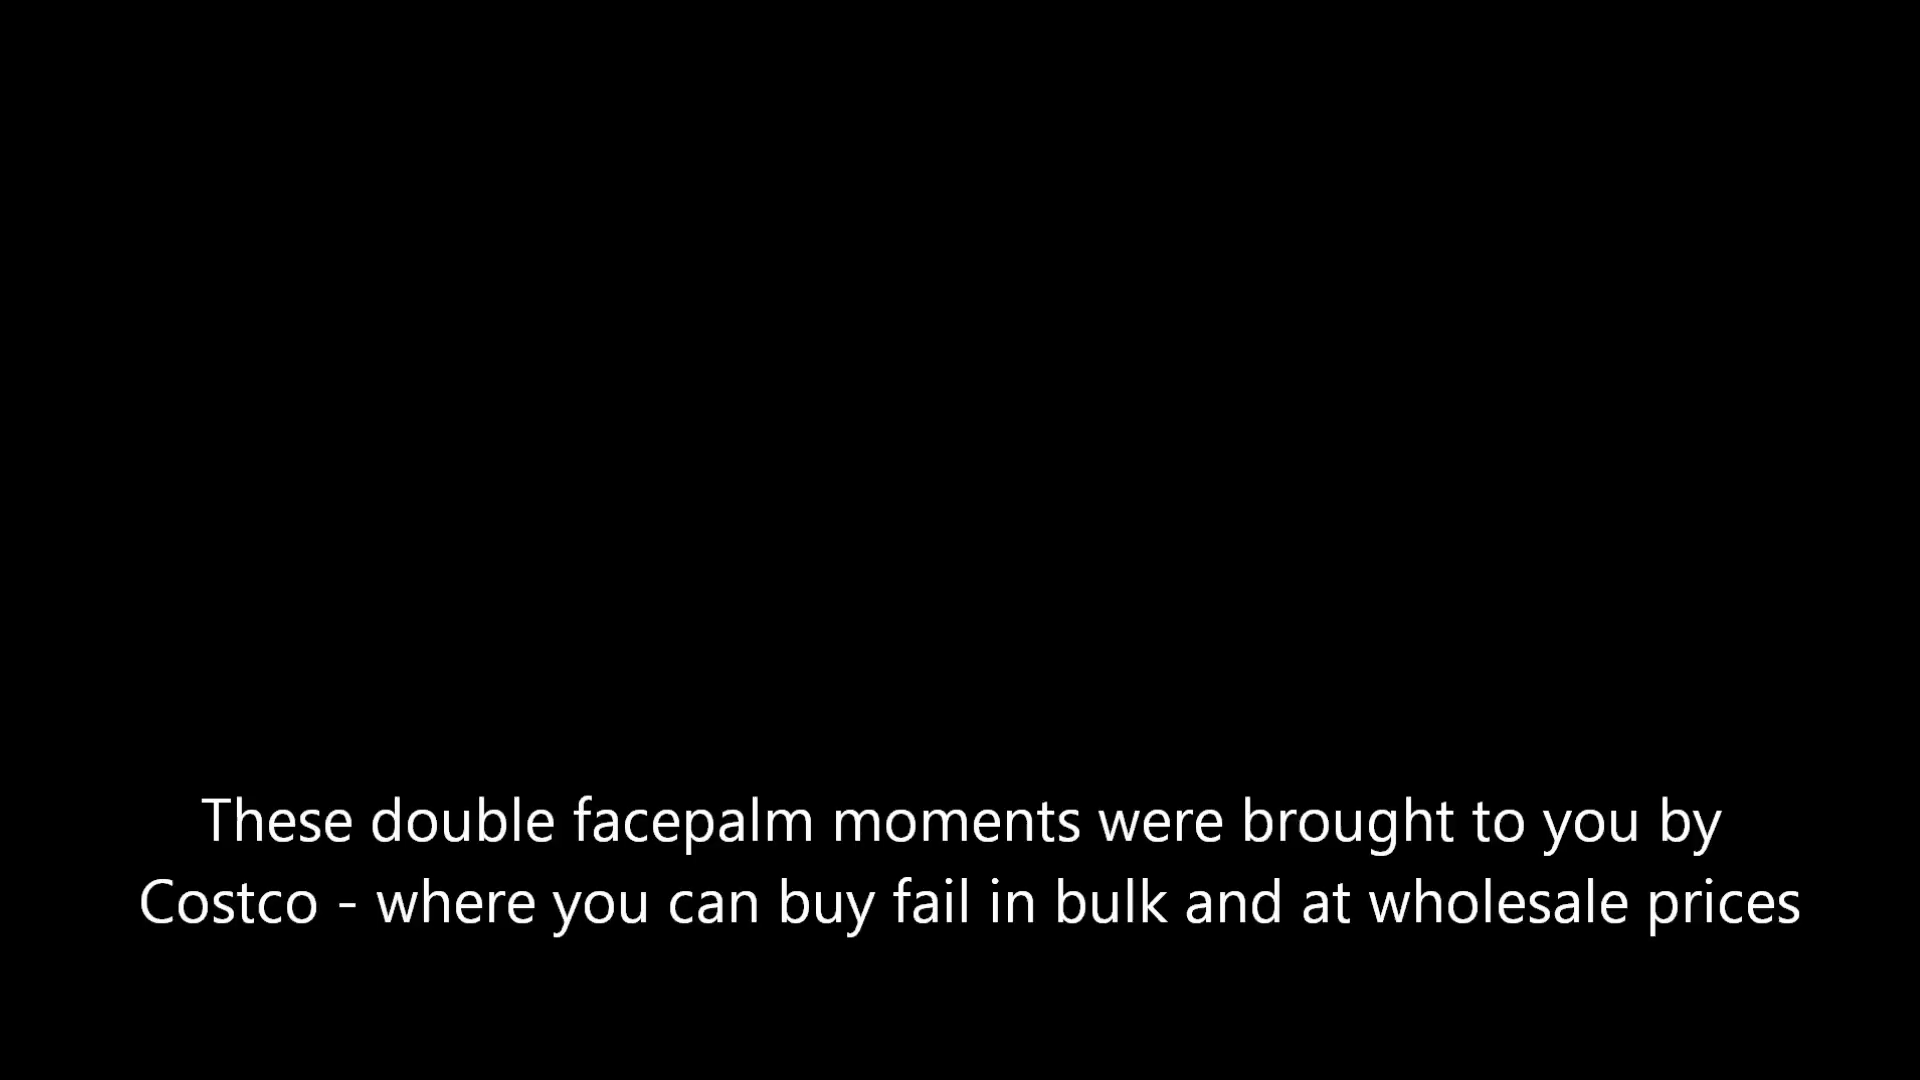 These double facepalm moments were brought to you by
Costco - where you can buy fail in bulk and at wholesale prices